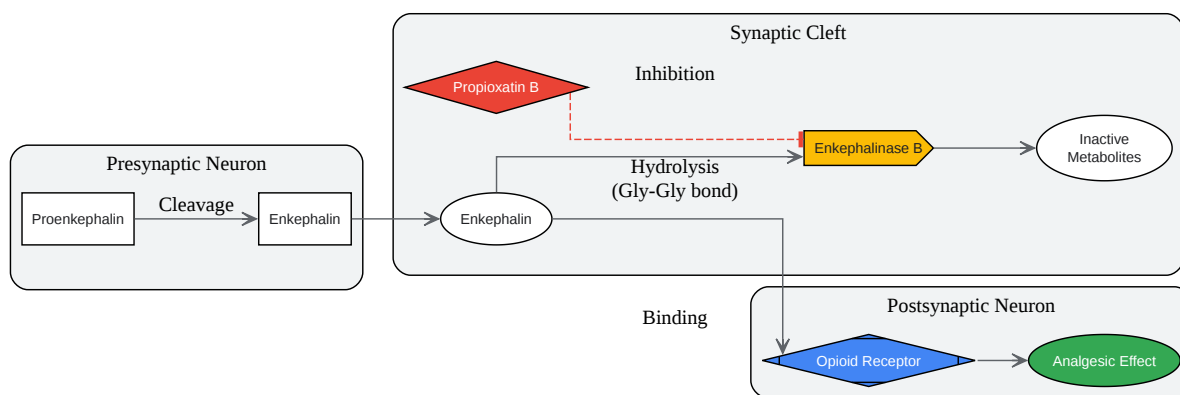 Synaptic Cleft
Propioxatin B
Inhibition
Enkephalinase B
Inactive
Metabolites
Presynaptic Neuron
Hydrolysis
(Gly-Gly bond)
Proenkephalin
Cleavage
Enkephalin
Enkephalin
Postsynaptic Neuron
Binding
Opioid Receptor
Analgesic Effect